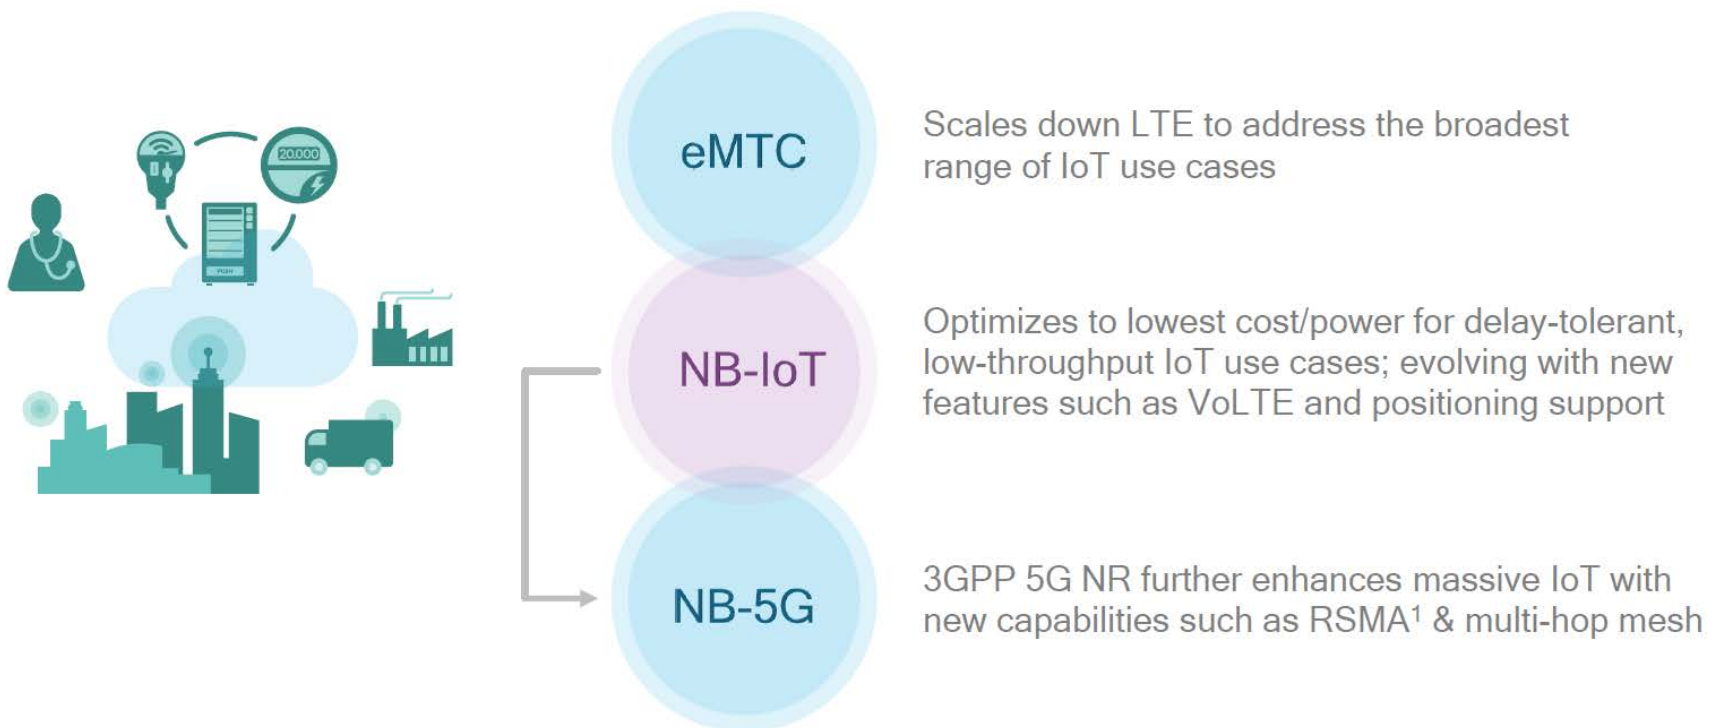 20,000
PUSH
eMTC
Scales down LTE to address the broadest
range of IoT use cases
NB-IoT
Optimizes to lowest cost/power for delay-tolerant,
low-throughput IoT use cases; evolving with new
features such as VoLTE and positioning support
NB-5G
3GPP 5G NR further enhances massive IoT with
new capabilities such as RSMA¹ & multi-hop mesh